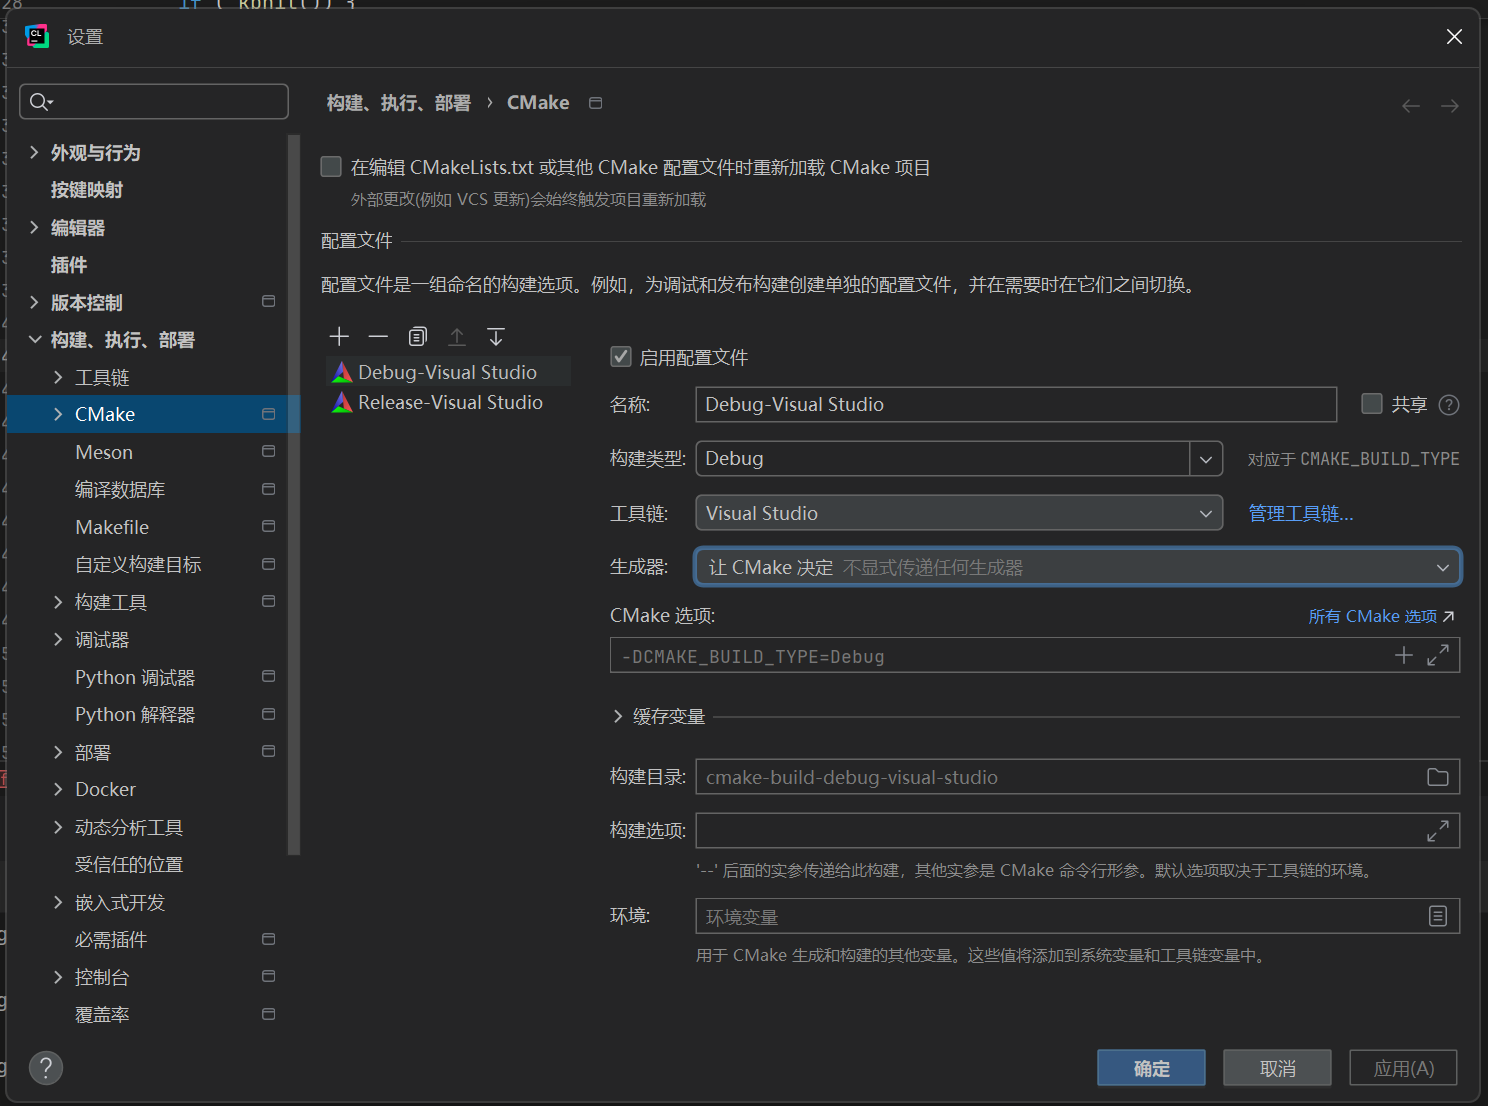 设置
构建、执行、部署 › CMake
外观与行为
按键映射
编辑器
插件
版本控制
构建、执行、部署
工具链
CMake
Meson
编译数据库
Makefile
自定义构建目标
构建工具
调试器
Python 调试器
Python 解释器
部署
Docker
动态分析工具
受信任的位置
嵌入式开发
必需插件
控制台
覆盖率
在编辑 CMakeLists.txt 或其他 CMake 配置文件时重新加载 CMake 项目
外部更改(例如 VCS 更新)会始终触发项目重新加载
配置文件
配置文件是一组命名的构建选项。例如，为调试和发布构建创建单独的配置文件，并在需要时在它们之间切换。
Debug-Visual Studio
Release-Visual Studio
启用配置文件
名称: Debug-Visual Studio 共享 ?
构建类型: Debug 对应于 CMAKE_BUILD_TYPE
工具链: Visual Studio 管理工具链...
生成器: 让 CMake 决定 不显式传递任何生成器
CMake 选项: 所有 CMake 选项
-DCMAKE_BUILD_TYPE=Debug
缓存变量
构建目录: cmake-build-debug-visual-studio
构建选项:
'--' 后面的实参传递给此构建，其他实参是 CMake 命令行形参。默认选项取决于工具链的环境。
环境: 环境变量
用于 CMake 生成和构建的其他变量。这些值将添加到系统变量和工具链变量中。
?
确定 取消 应用(A)